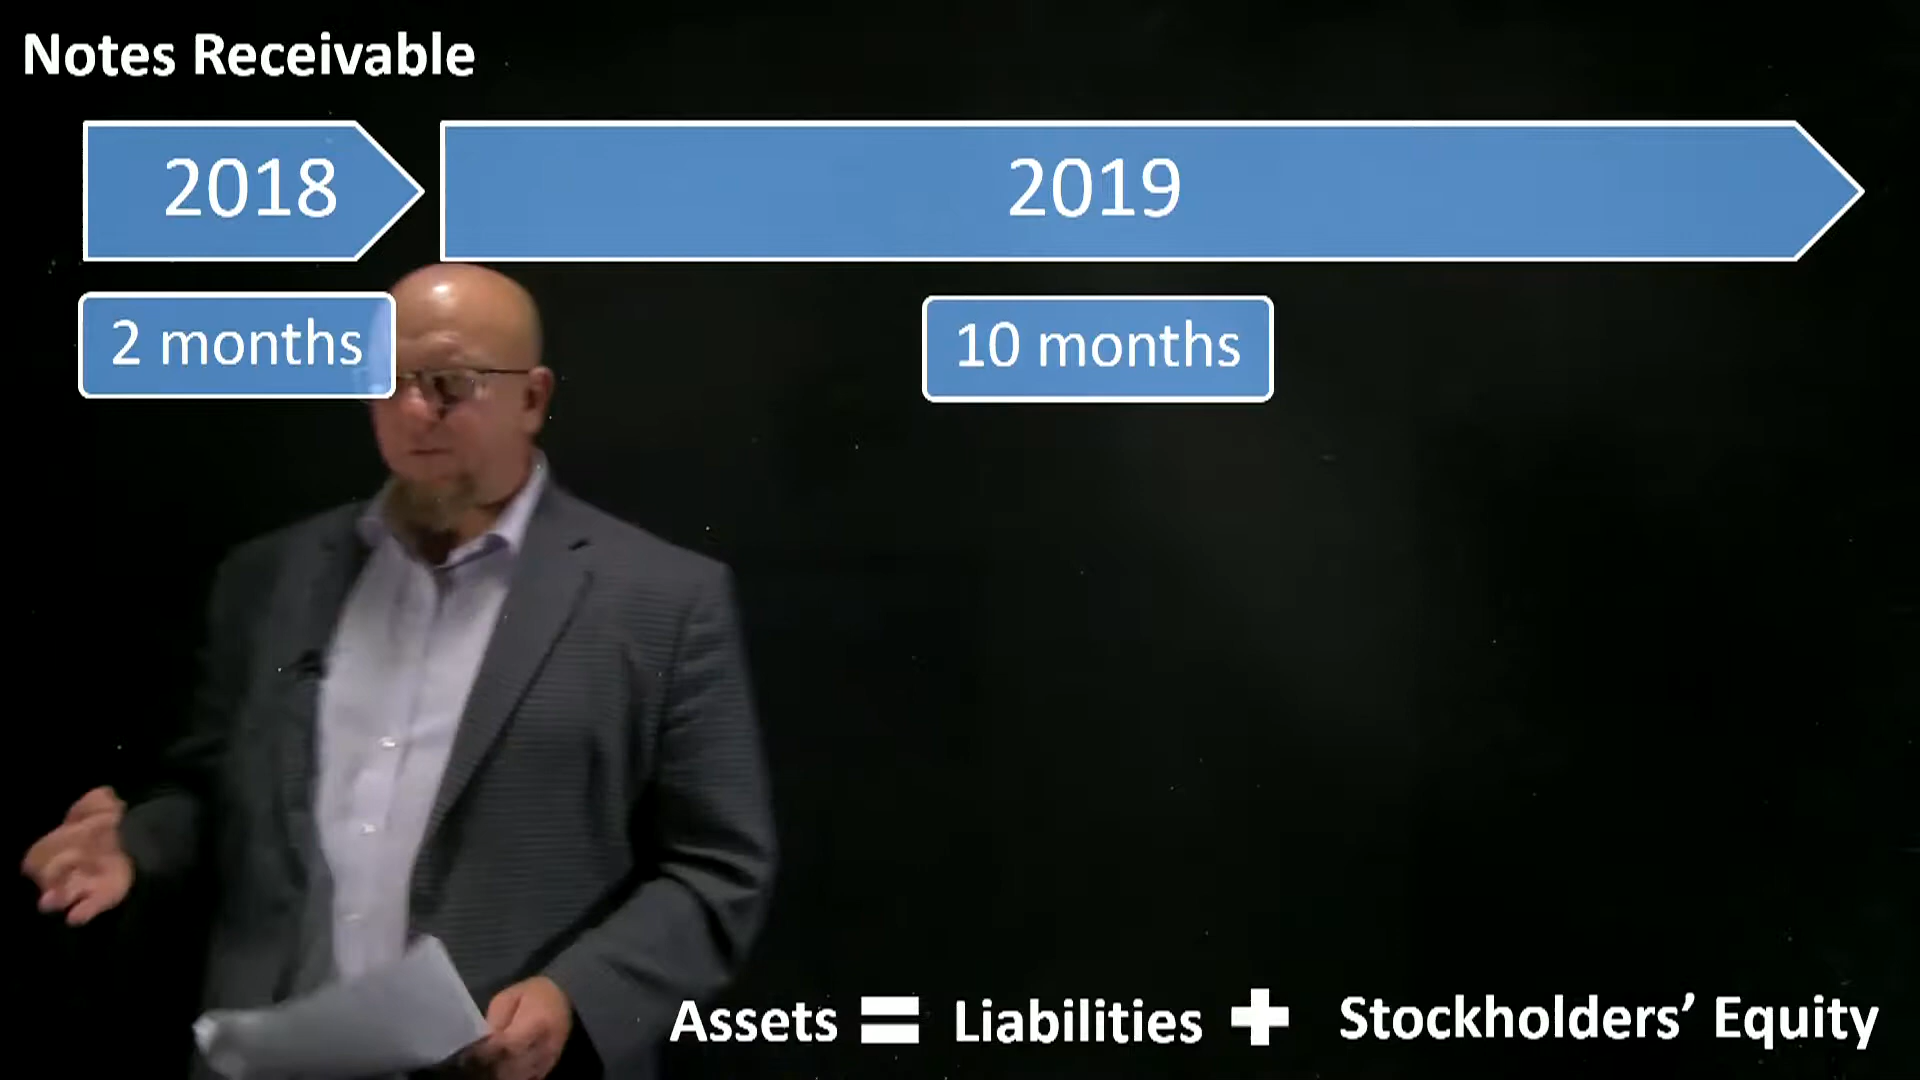 Notes Receivable
2018 2019
2 months 10 months
Assets = Liabilities + Stockholders’ Equity